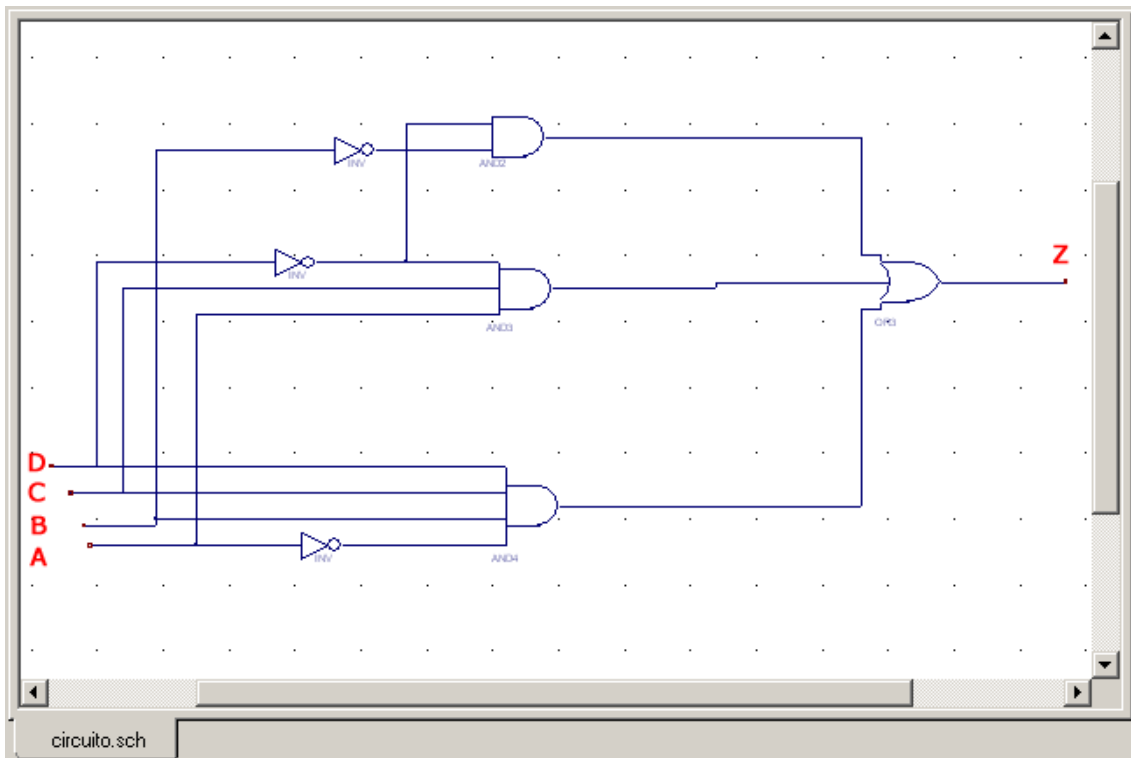 INV
AND2
INV
Z
AND3
OR3
D
C
B
A
INV
AND4
circuito.sch